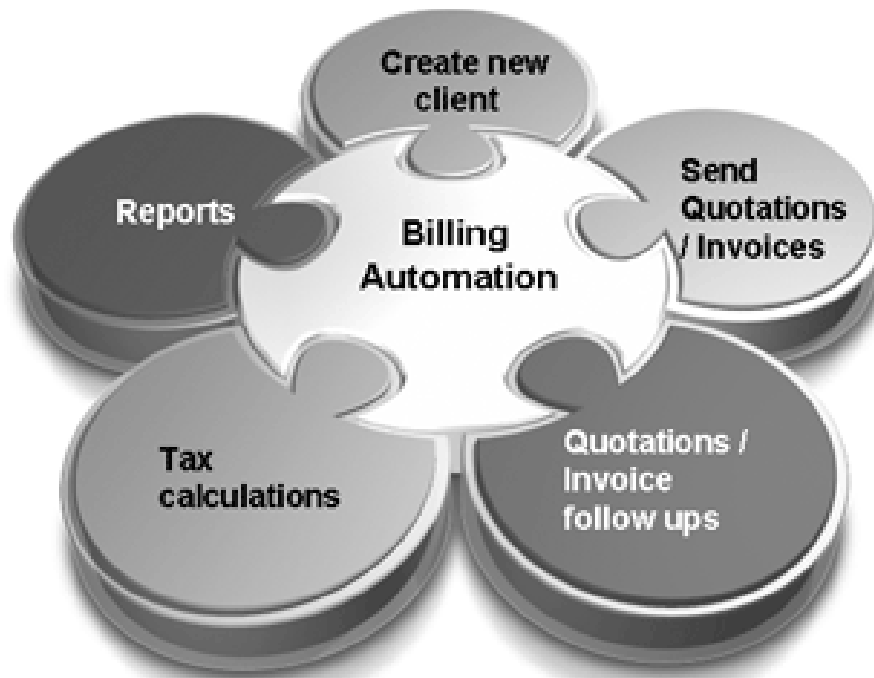 Create new
client
Send
Quotations
/ Invoices
Reports
Billing
Automation
Quotations /
Invoice
follow ups
Tax
calculations